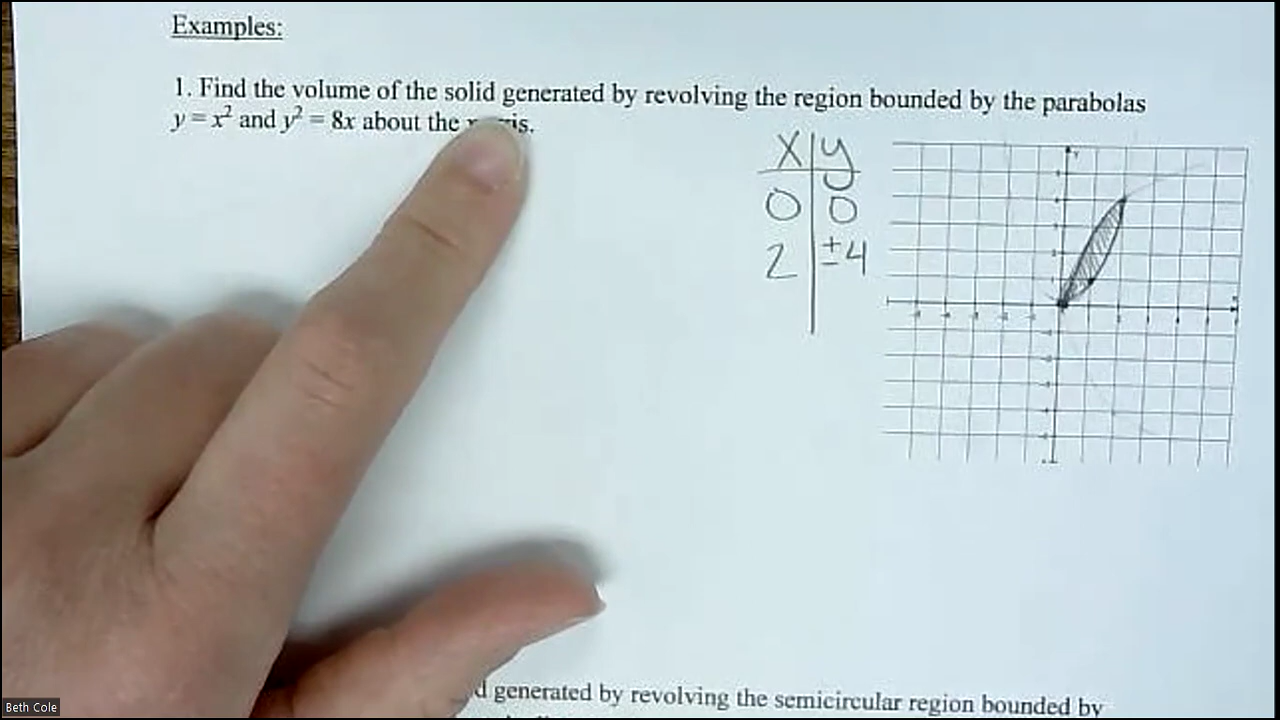 Examples:
1. Find the volume of the solid generated by revolving the region bounded by the parabolas
y = x² and y² = 8x about the
x y
0 0
2 ±4
generated by revolving the semicircular region bounded by
Beth Cole